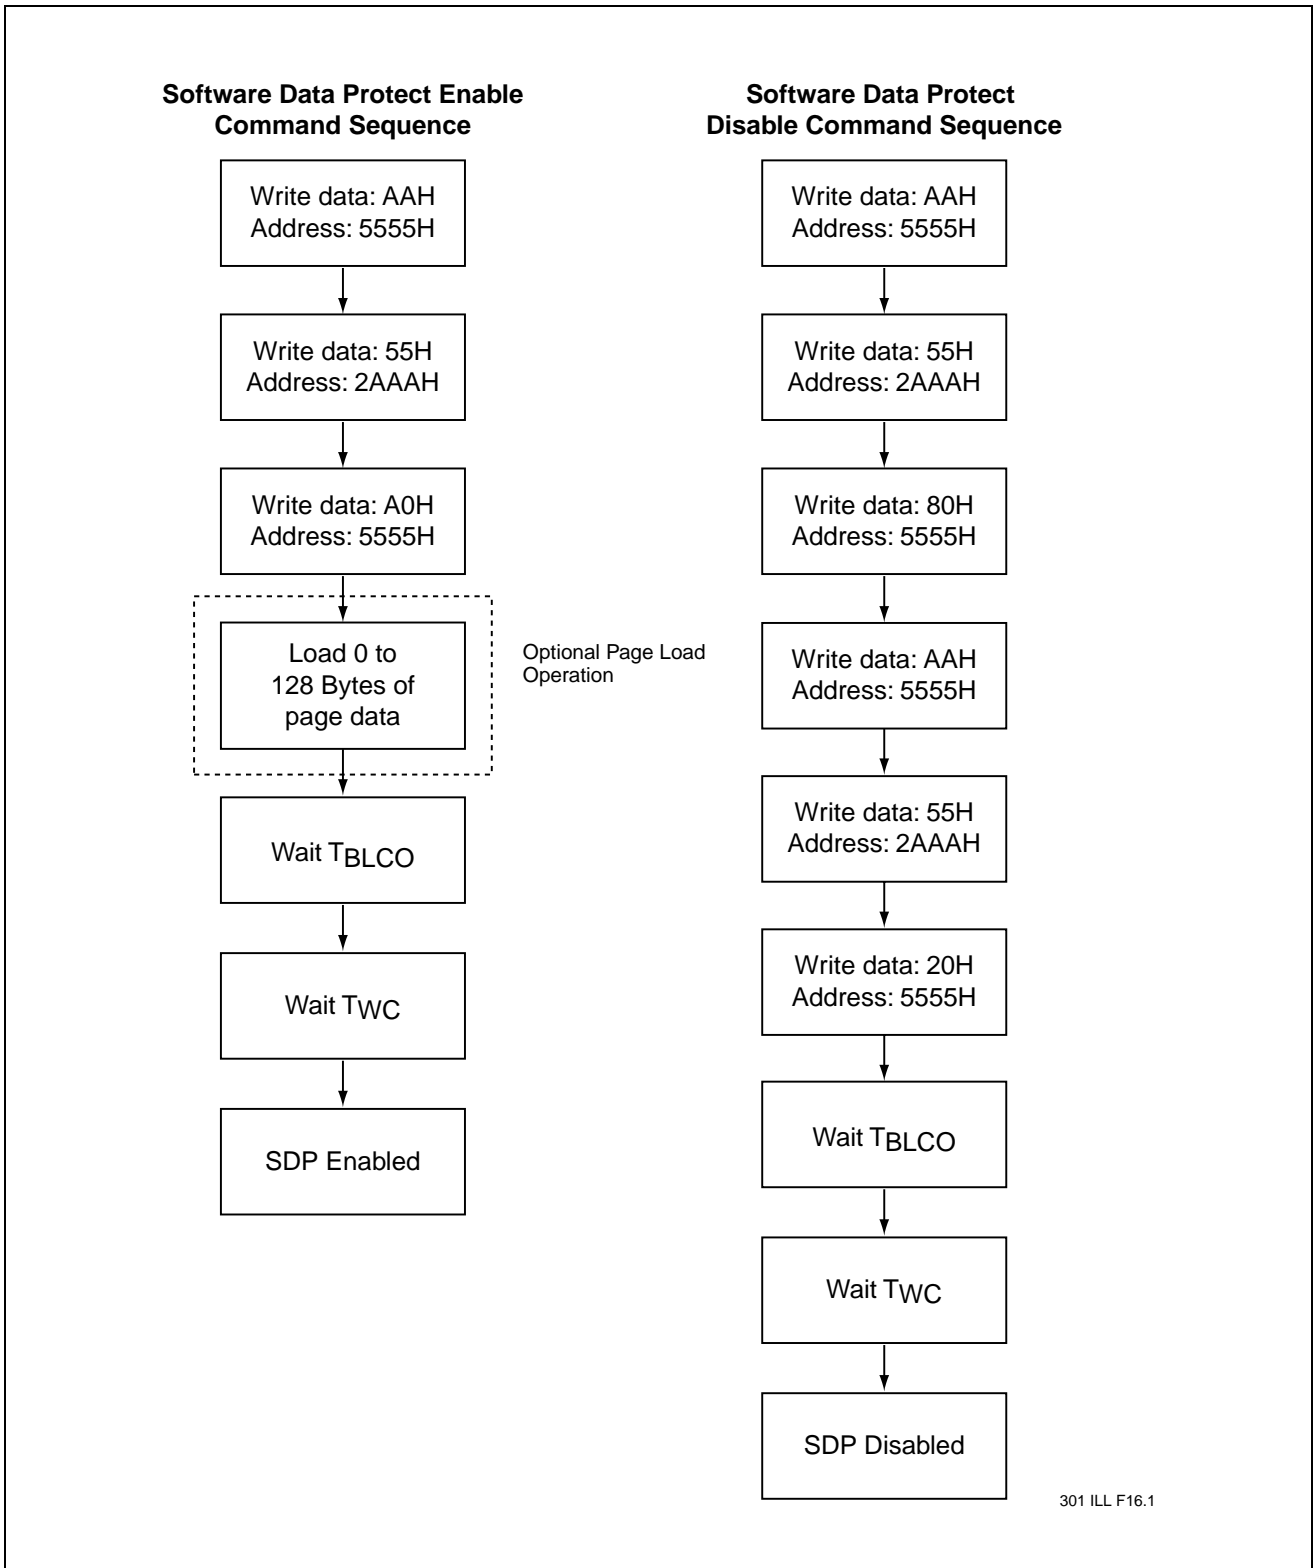 Software Data Protect Enable
Command Sequence
Write data: AAH
Address: 5555H
Write data: 55H
Address: 2AAAH
Write data: A0H
Address: 5555H
Load 0 to
128 Bytes of
page data
Optional Page Load
Operation
Wait TBLCO
Wait TWC
SDP Enabled
Software Data Protect
Disable Command Sequence
Write data: AAH
Address: 5555H
Write data: 55H
Address: 2AAAH
Write data: 80H
Address: 5555H
Write data: AAH
Address: 5555H
Write data: 55H
Address: 2AAAH
Write data: 20H
Address: 5555H
Wait TBLCO
Wait TWC
SDP Disabled
301 ILL F16.1